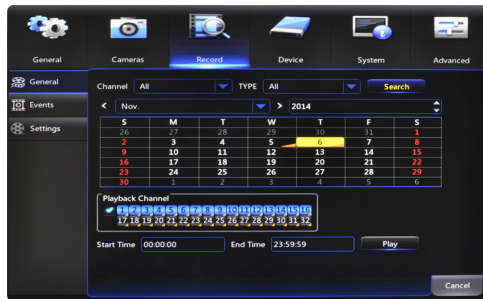 General Cameras Record Device System Advanced
General
Events
Settings
Channel All TYPE All Search
< Nov. > 2014
S M T W T F S
26 27 28 29 30 31 1
2 3 4 5 6 7 8
9 10 11 12 13 14 15
16 17 18 19 20 21 22
23 24 25 26 27 28 29
30 1 2 3 4 5 6
Playback Channel
1 2 3 4 5 6 7 8 9 10 11 12 13 14 15 16
17 18 19 20 21 22 23 24 25 26 27 28 29 30 31 32
Start Time 00:00:00 End Time 23:59:59 Play
Cancel